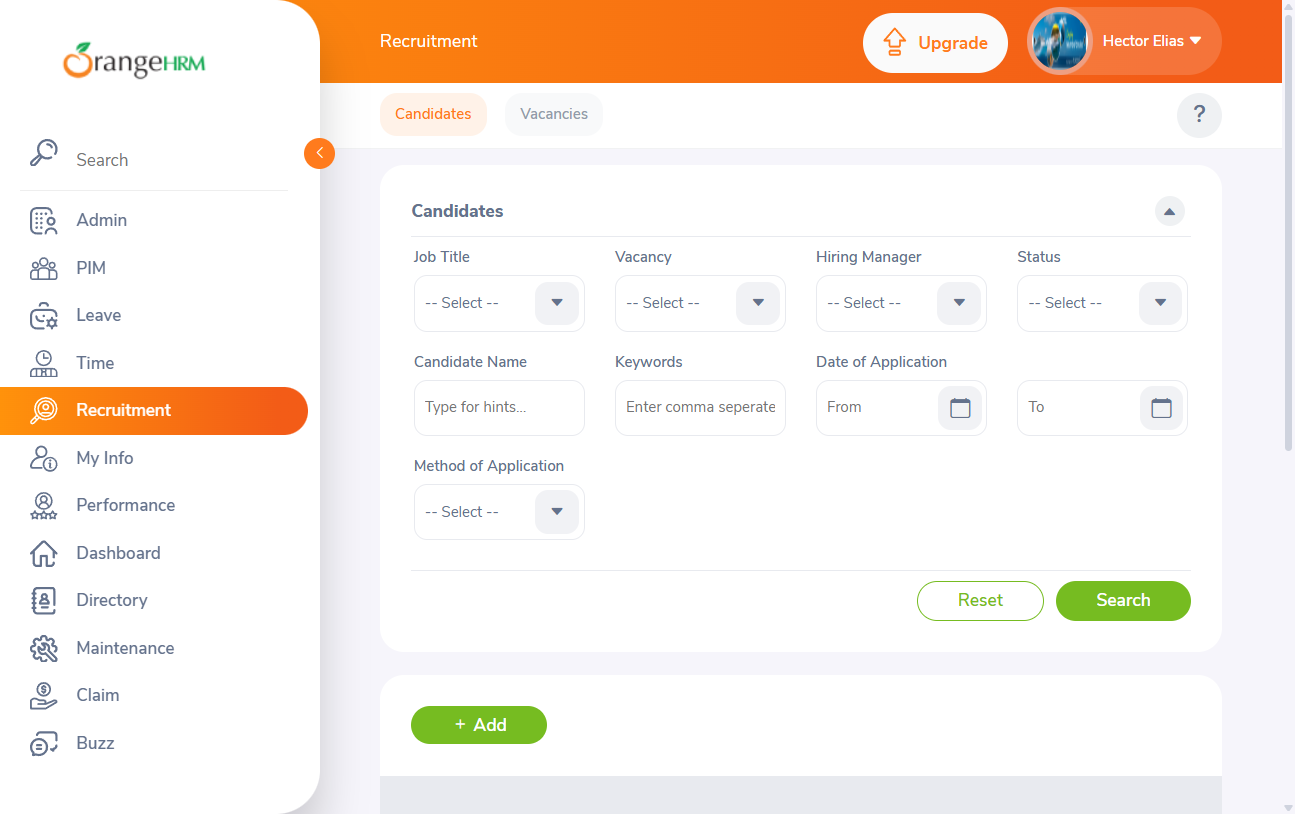 OrangeHRM
Recruitment
Upgrade
Hector Elias
Candidates
Vacancies
?
Search
Admin
PIM
Leave
Time
Recruitment
My Info
Performance
Dashboard
Directory
Maintenance
Claim
Buzz
Candidates
Job Title
Vacancy
Hiring Manager
Status
-- Select --
-- Select --
-- Select --
-- Select --
Candidate Name
Keywords
Date of Application
Type for hints...
Enter comma seperate
From
To
Method of Application
-- Select --
Reset
Search
+ Add